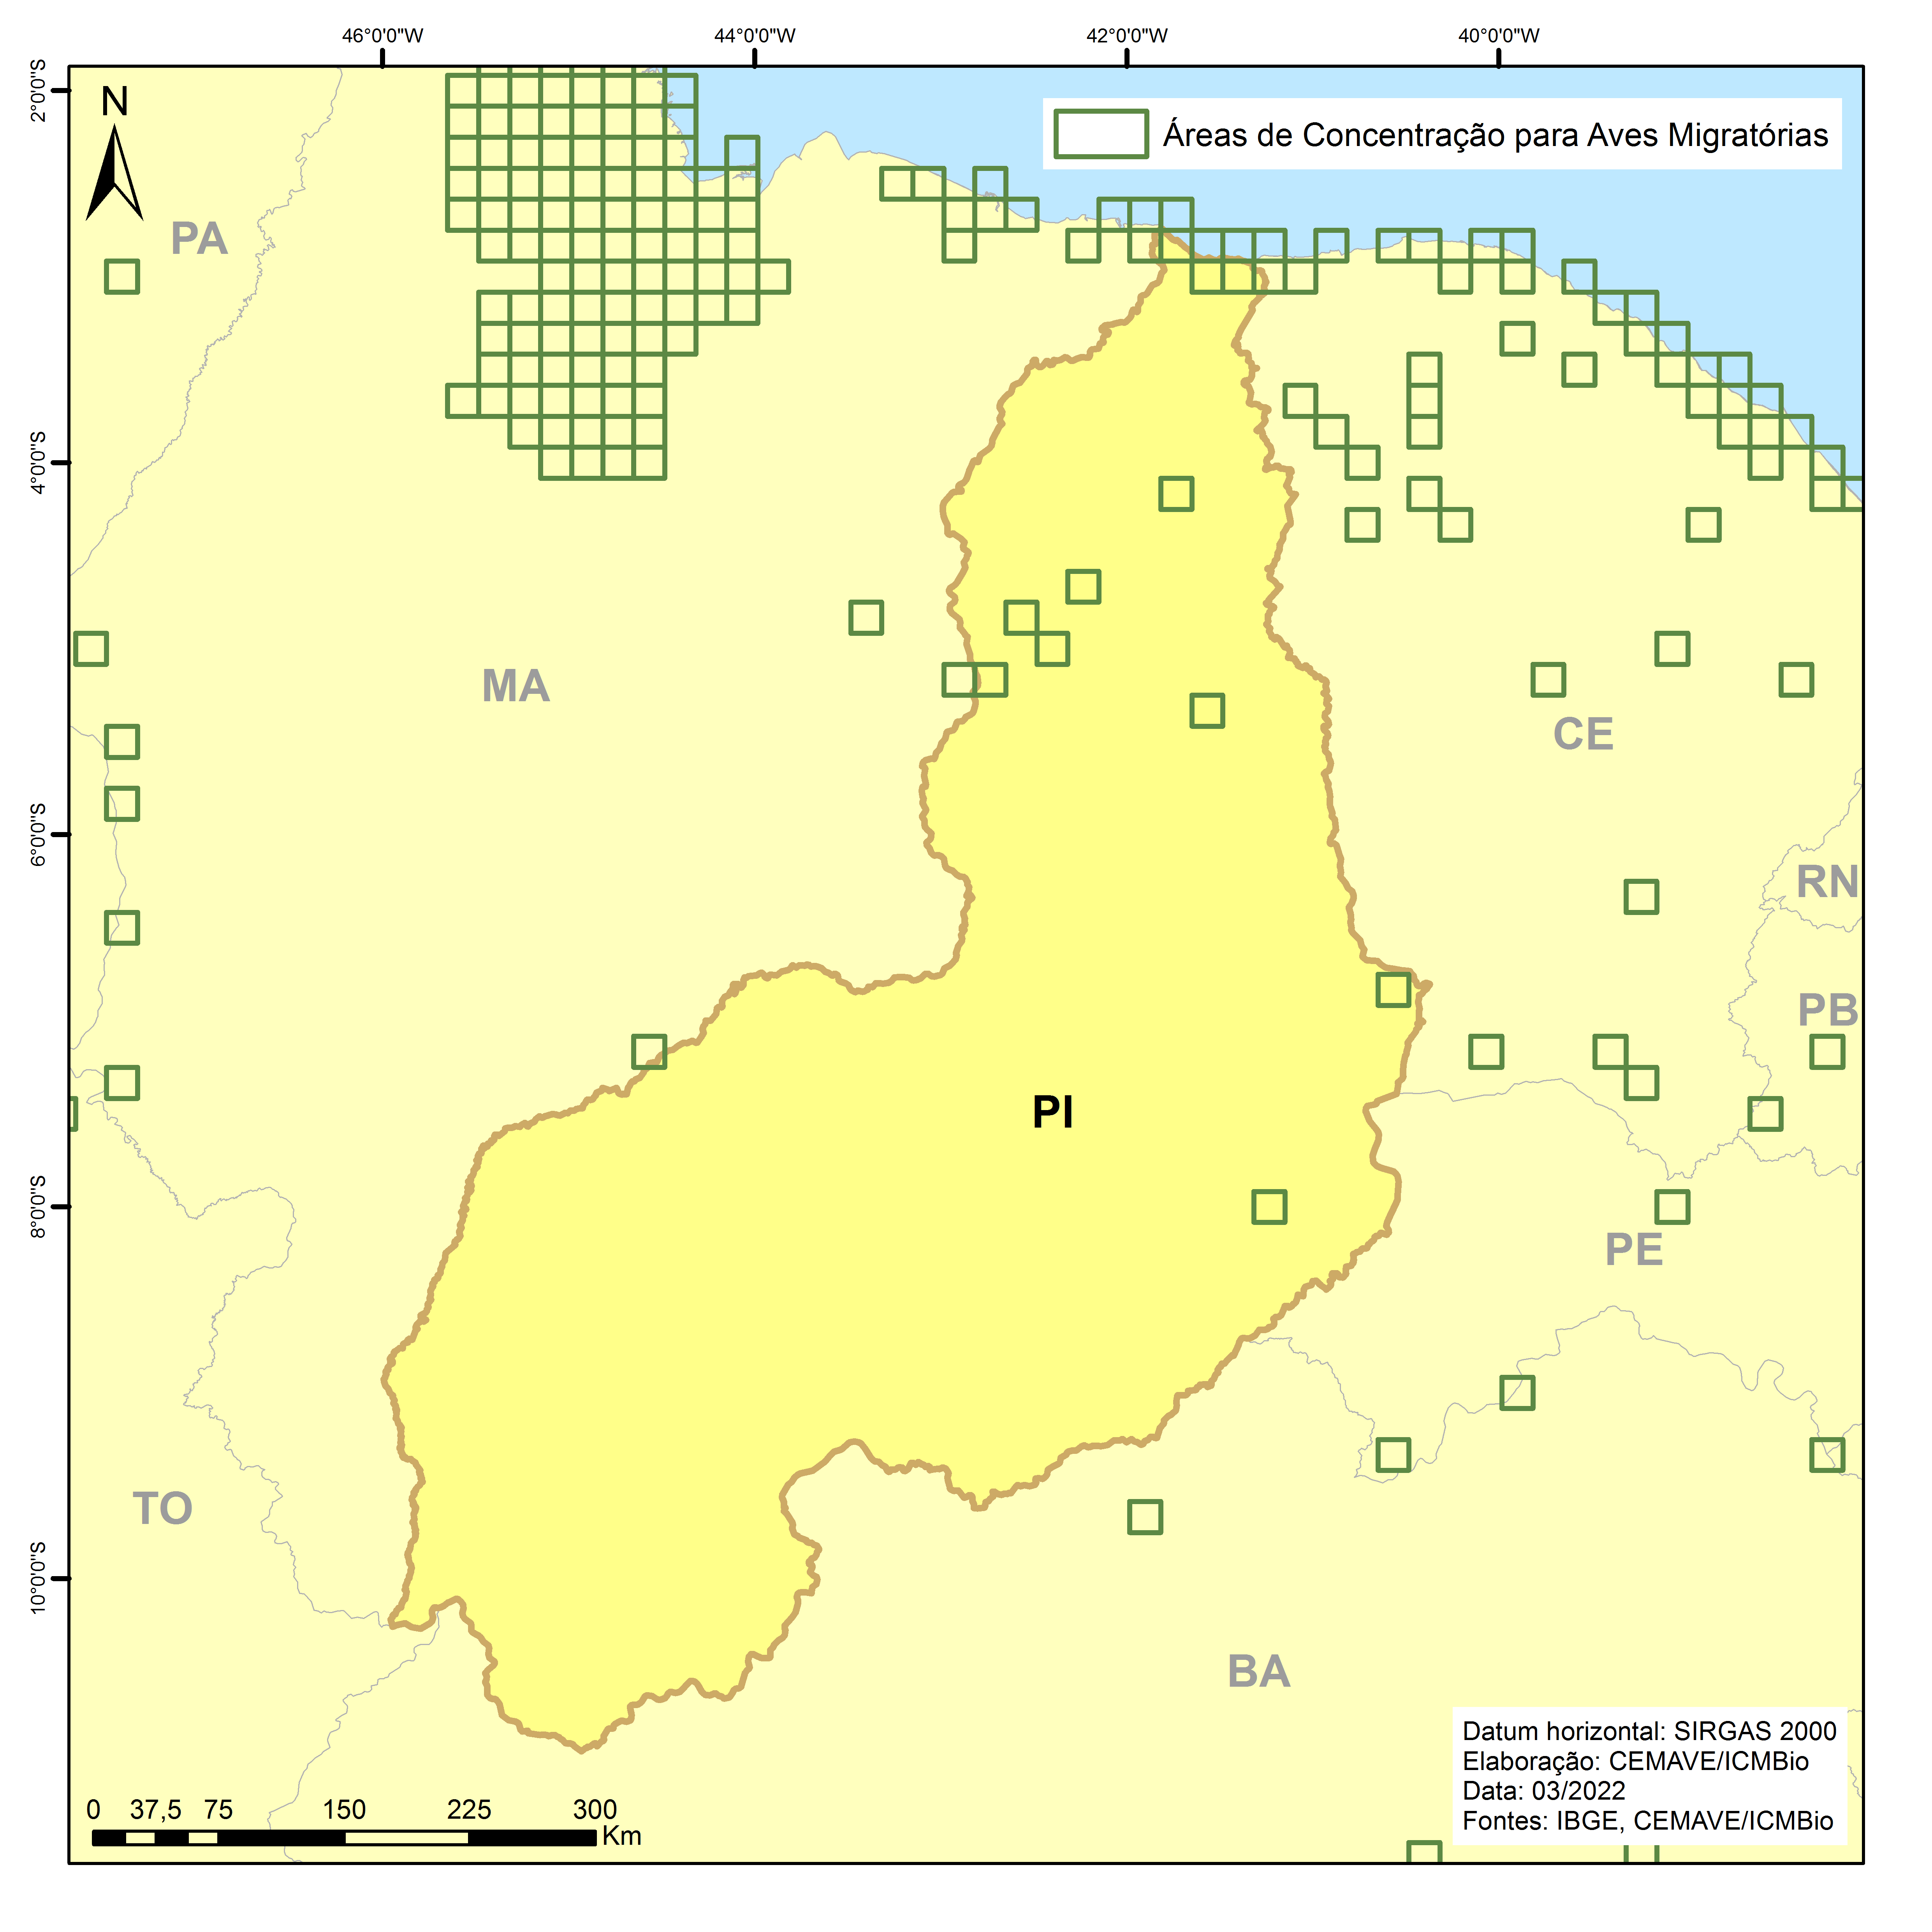 46°0'0"W
44°0'0"W
42°0'0"W
40°0'0"W
2°0'0"S
4°0'0"S
6°0'0"S
8°0'0"S
10°0'0"S
N
Áreas de Concentração para Aves Migratórias
PA
MA
CE
RN
PB
PI
PE
TO
BA
Datum horizontal: SIRGAS 2000
Elaboração: CEMAVE/ICMBio
Data: 03/2022
Fontes: IBGE, CEMAVE/ICMBio
0 37,5 75 150 225 300
Km